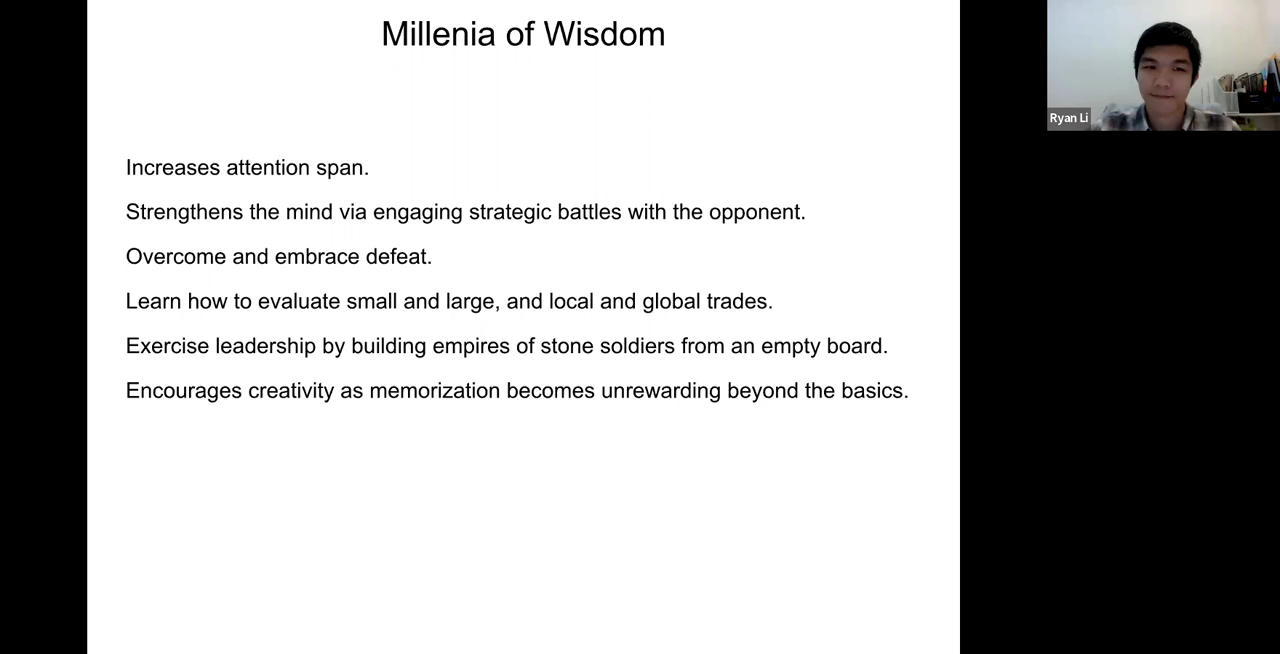 Millenia of Wisdom
Increases attention span.
Strengthens the mind via engaging strategic battles with the opponent.
Overcome and embrace defeat.
Learn how to evaluate small and large, and local and global trades.
Exercise leadership by building empires of stone soldiers from an empty board.
Encourages creativity as memorization becomes unrewarding beyond the basics.
Ryan Li